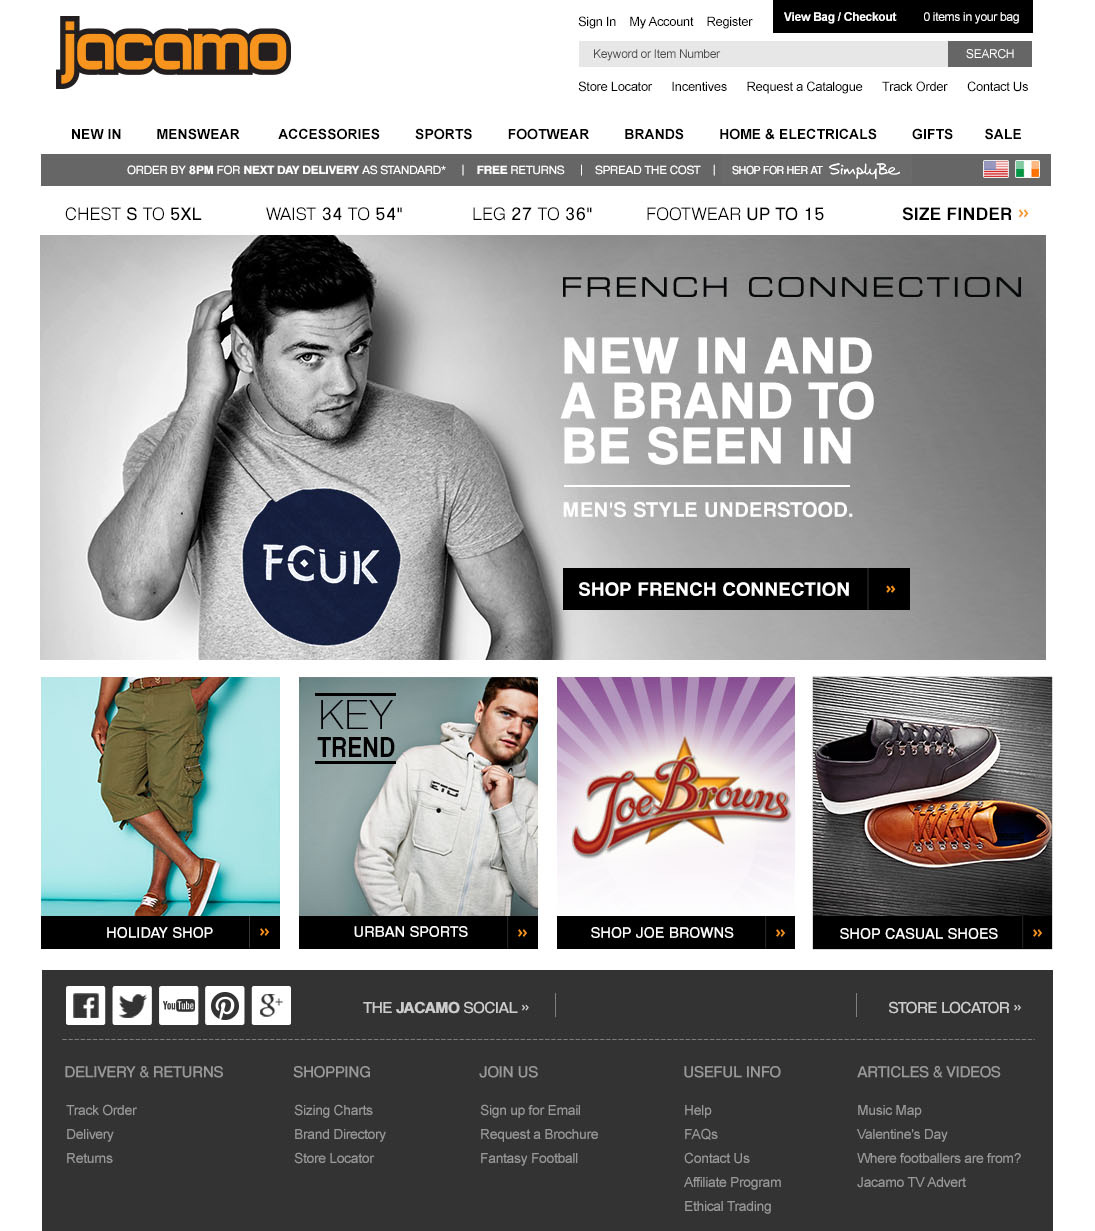 jacamo
Sign In My Account Register
View Bag / Checkout 0 items in your bag
Keyword or Item Number SEARCH
Store Locator Incentives Request a Catalogue Track Order Contact Us
NEW IN MENSWEAR ACCESSORIES SPORTS FOOTWEAR BRANDS HOME & ELECTRICALS GIFTS SALE
ORDER BY 8PM FOR NEXT DAY DELIVERY AS STANDARD* | FREE RETURNS | SPREAD THE COST | SHOP FOR HER AT SimplyBe
CHEST S TO 5XL WAIST 34 TO 54" LEG 27 TO 36" FOOTWEAR UP TO 15 SIZE FINDER »
FRENCH CONNECTION
NEW IN AND
A BRAND TO
BE SEEN IN
MEN'S STYLE UNDERSTOOD.
FCUK
SHOP FRENCH CONNECTION »
KEY
TREND
ETO
Joe Browns
HOLIDAY SHOP » URBAN SPORTS » SHOP JOE BROWNS » SHOP CASUAL SHOES »
YouTube g+ THE JACAMO SOCIAL » STORE LOCATOR »
DELIVERY & RETURNS SHOPPING JOIN US USEFUL INFO ARTICLES & VIDEOS
Track Order Sizing Charts Sign up for Email Help Music Map
Delivery Brand Directory Request a Brochure FAQs Valentine's Day
Returns Store Locator Fantasy Football Contact Us Where footballers are from?
Affiliate Program Jacamo TV Advert
Ethical Trading